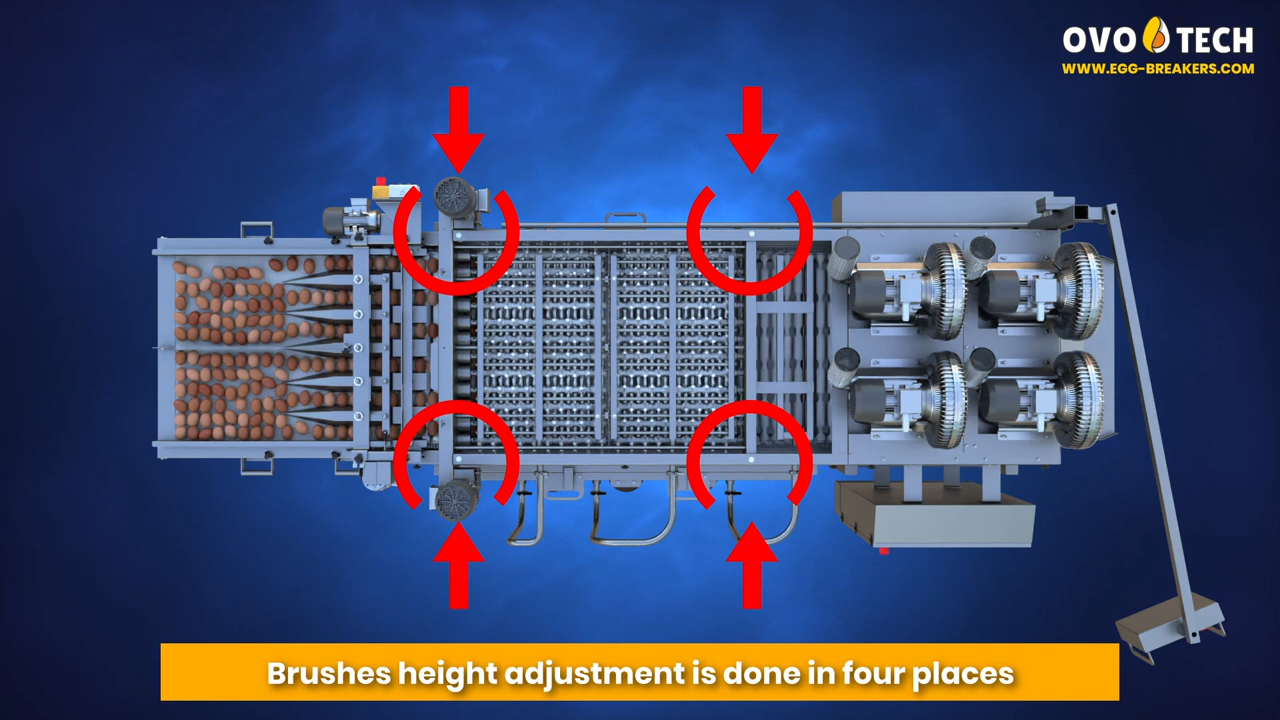 OVO TECH
WWW.EGG-BREAKERS.COM
Brushes height adjustment is done in four places